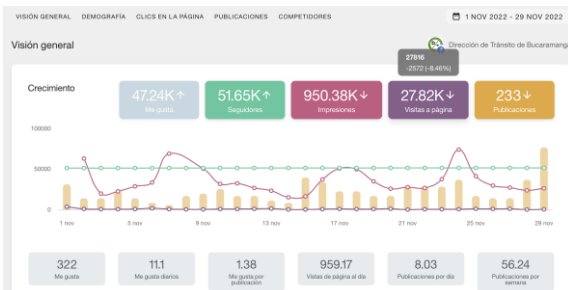 VISIÓN GENERAL DEMOGRAFÍA CLICS EN LA PÁGINA PUBLICACIONES COMPETIDORES 1 NOV 2022 - 29 NOV 2022
Visión general Dirección de Tránsito de Bucaramang
27816
-2572 (-8.46%)
Crecimiento
47.24K↑ 51.65K↑ 950.38K↓ 27.82K↓ 233↓
Me gusta Seguidores Impresiones Visitas a página Publicaciones
100000
50000
0
1 nov 5 nov 9 nov 13 nov 17 nov 21 nov 25 nov 29 nov
322 11.1 1.38 959.17 8.03 56.24
Me gusta Me gusta diarios Me gusta por publicación Visitas de página al día Publicaciones por día Publicaciones por semana